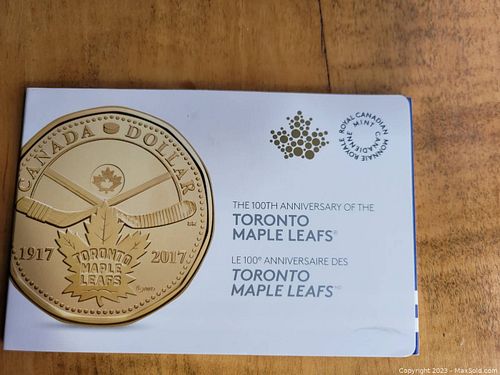 CANADA DOLLAR
1917
2017
TORONTO
MAPLE
LEAFS
ROYAL CANADIAN MINT
MONNAIE ROYALE CANADIENNE
THE 100TH ANNIVERSARY OF THE
TORONTO
MAPLE LEAFS®
LE 100e ANNIVERSAIRE DES
TORONTO
MAPLE LEAFSMD
Copyright 2023 - MaxSold.com